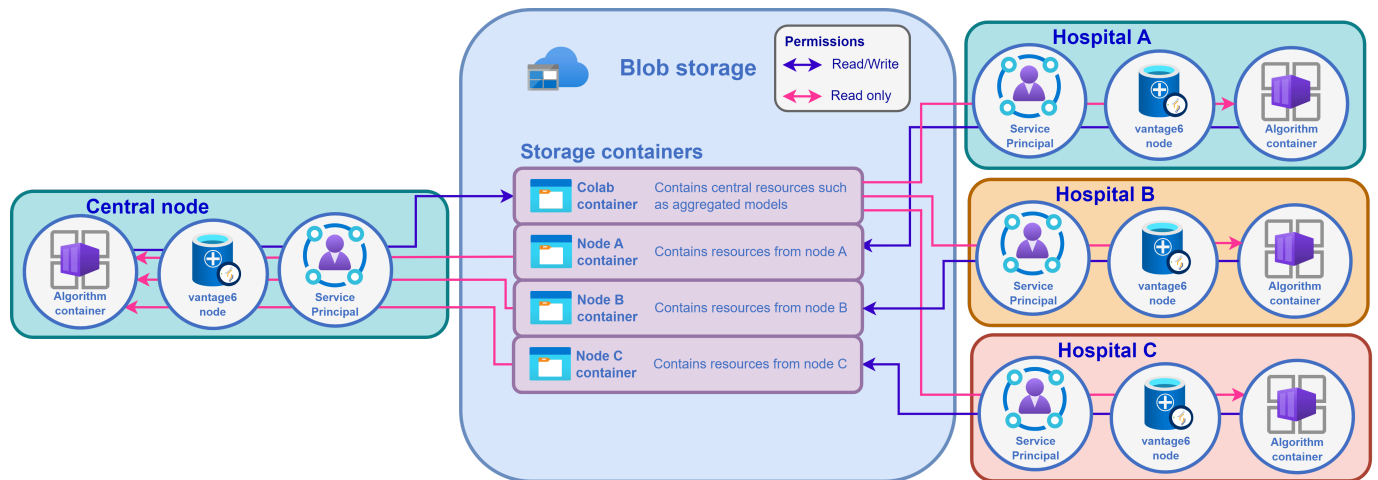 Central node
Algorithm
container
vantage6
node
Service
Principal
Blob storage
Permissions
Read/Write
Read only
Storage containers
Colab
container
Contains central resources such
as aggregated models
Node A
container
Contains resources from node A
Node B
container
Contains resources from node B
Node C
container
Contains resources from node C
Hospital A
Service
Principal
vantage6
node
Algorithm
container
Hospital B
Service
Principal
vantage6
node
Algorithm
container
Hospital C
Service
Principal
vantage6
node
Algorithm
container